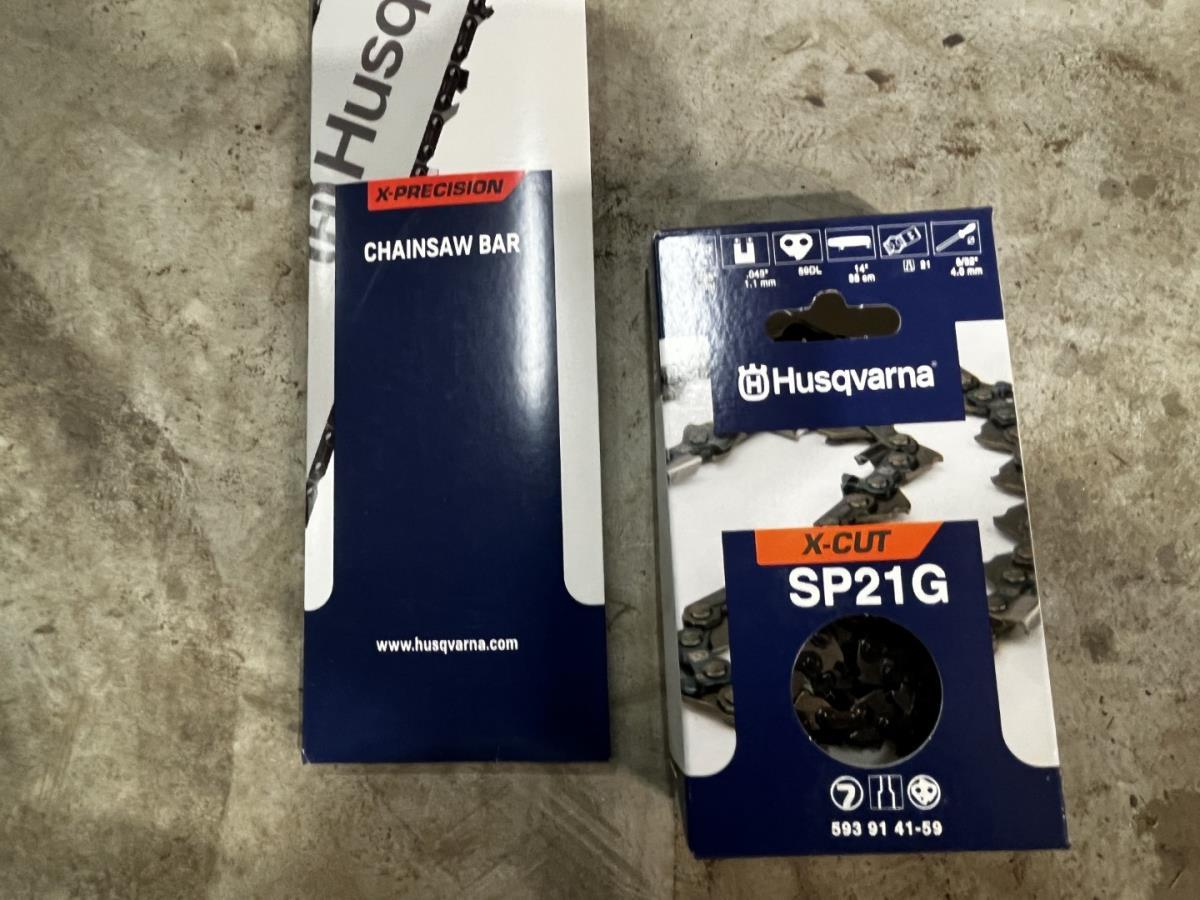 Husq
X-PRECISION
CHAINSAW BAR
www.husqvarna.com
.043"
1.1 mm
59DL
14"
35 cm
21
5/32"
4.0 mm
Husqvarna
X-CUT
SP21G
593 91 41-59